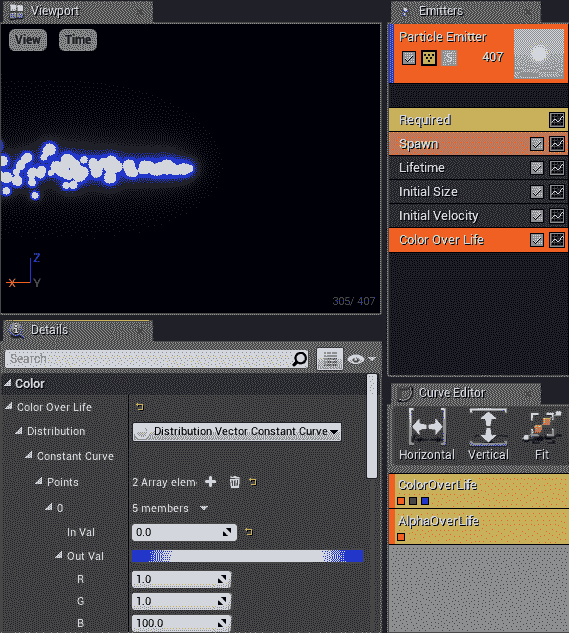 Viewport
View
Time
Z
X
Y
305/ 407
Emitters
Particle Emitter
S
407
Required
Spawn
Lifetime
Initial Size
Initial Velocity
Color Over Life
Details
Search
Color
Color Over Life
Distribution
Distribution Vector Constant Curve
Constant Curve
Points
2 Array elem
0
5 members
In Val
0.0
Out Val
R
1.0
G
1.0
B
100.0
Curve Editor
Horizontal
Vertical
Fit
ColorOverLife
AlphaOverLife